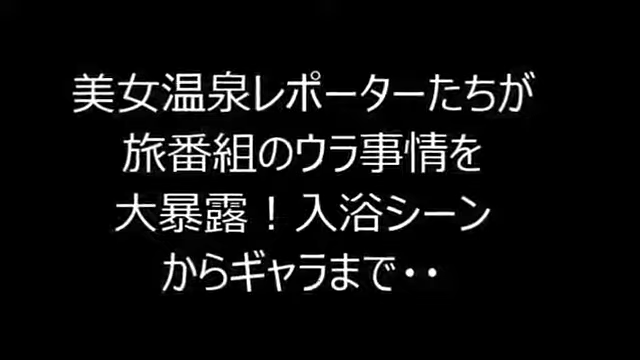 美女温泉レポーターたちが
旅番組のウラ事情を
大暴露！入浴シーン
からギャラまで・・